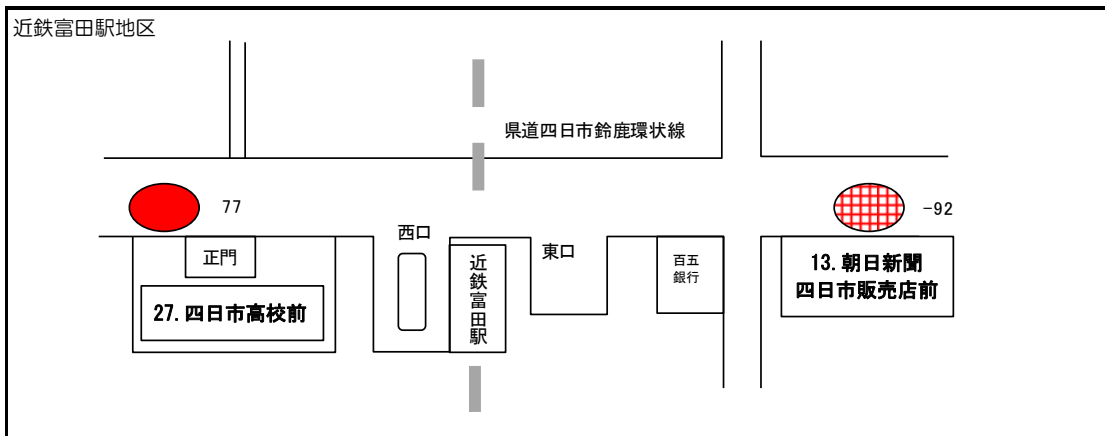 近鉄富田駅地区
県道四日市鈴鹿環状線
77
-92
西口
東口
正門
近鉄富田駅
百五
銀行
13.朝日新聞
四日市販売店前
27.四日市高校前